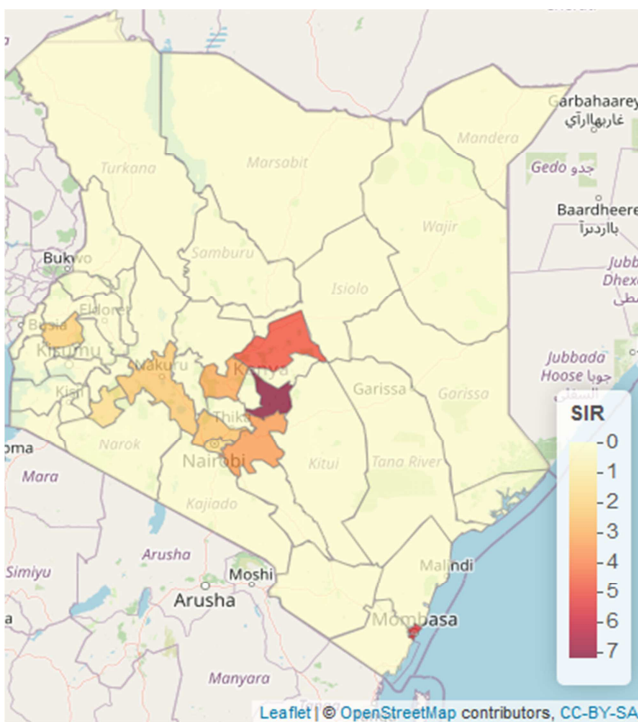 Garbahaarey
غاربهاارآي
Mandera
Turkana
Marsabit
Gedo جدو
Baardheere
بااردىرآ
Wajir
Samburu
Bukwo
Isiolo
Eldoret
Busia
Kisumu
Nakuru
Kenya
Jubbada
Hoose جوبا
السفلى
Kisii
Thika
Garissa
Garissa
SIR
0
1
2
3
4
5
6
7
Narok
Nairobi
Kitui
Tana River
oma
Mara
Kajiado
Simiyu
Arusha
Moshi
Malindi
Arusha
Mombasa
Manyara
Leaflet | © OpenStreetMap contributors, CC-BY-SA